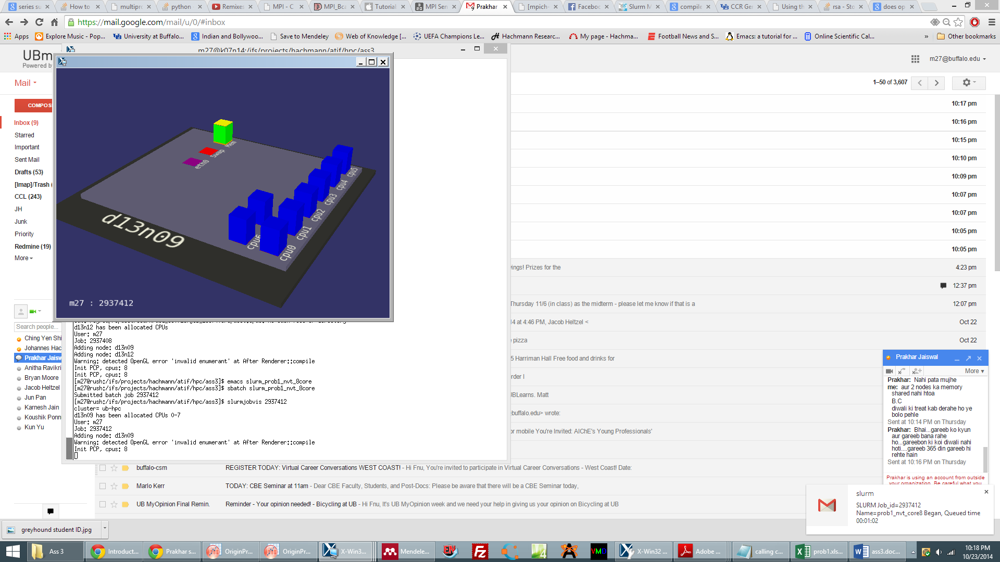 series su
How to
multipro
python
Remixes
MPI - C
MPI_Bca
Tutorial
MPI Sen
Prakhar
[mpich-
Faceboo
Slurm M
compile
CCR Ge
Using th
rsa - Sto
does op
https://mail.google.com/mail/u/0/#inbox
Apps
Explore Music - Pop...
University at Buffalo...
Indian and Bollywoo...
Save to Mendeley
Web of Knowledge [...
UEFA Champions Le...
Hachmann Researc...
My page - Hachma...
Football News and S...
Emacs: a tutorial for ...
Online Scientific Cal...
»
Other bookmarks
UBm
Powered by
m27@k07n14:/ifs/projects/hachmann/atif/hpc/ass3
m27@buffalo.edu
Mail
1–50 of 3,607
COMPOS
Inbox (9)
Starred
Important
Sent Mail
Drafts (53)
[Imap]/Trash (
CCL (243)
JH
Junk
Priority
Redmine (19)
More
Mem
Swap
eth0
cpu5
cpu4
cpu3
cpu2
cpu1
cpu6
cpu0
d13n09
m27 : 2937412
10:17 pm
10:16 pm
10:15 pm
10:10 pm
10:09 pm
10:07 pm
10:07 pm
10:05 pm
10:05 pm
ings! Prizes for the
4:23 pm
12:37 pm
Thursday 11/6 (in class) as the midterm - please let me know if that is a
12:07 pm
14 at 4:46 PM, Jacob Heltzel <
Oct 22
pizza
Oct 22
5 Harriman Hall Free food and drinks for
rder I
UBLearns. Matt
@buffalo.edu> wrote:
or mobile You're Invited: AIChE's Young Professionals'
Search people...
Ching Yen Shi
Johannes Hac
Prakhar Jaisw
Anitha Ravikri
Bryan Moore
Jacob Heltzel
Jun Pan
Karnesh Jain
Koushik Ponn
Kun Yu
d13n12 has been allocated CPUs
User: m27
Job: 2937408
Adding node: d13n09
Adding node: d13n12
Warning: detected OpenGL error 'invalid enumerant' at After Renderer::compile
Init PCP, cpus: 8
Init PCP, cpus: 8
[m27@rush:/ifs/projects/hachmann/atif/hpc/ass3]$ emacs slurm_prob1_nvt_8core
[m27@rush:/ifs/projects/hachmann/atif/hpc/ass3]$ sbatch slurm_prob1_nvt_8core
Submitted batch job 2937412
[m27@rush:/ifs/projects/hachmann/atif/hpc/ass3]$ slurmjobvis 2937412
cluster= ub-hpc
d13n09 has been allocated CPUs 0-7
User: m27
Job: 2937412
Adding node: d13n09
Warning: detected OpenGL error 'invalid enumerant' at After Renderer::compile
Init PCP, cpus: 8
Prakhar Jaiswal
More
Prakhar: Nahi pata mujhe
me: aur 2 nodes ka memory
shared nahi htoa
B.C
diwali ki treat kab derahe ho ye
bolo pehle
Sent at 10:14 PM on Thursday
Prakhar: Bhai...gareeb ko kyun
aur gareeb bana rahe
ho...gareebon ki koi diwali nahi
hoti....gareeb 365 din gareeb hi
rehte hain
Sent at 10:16 PM on Thursday
Prakhar is using an account from outside
your organization. Be careful what you
buffalo-csm
REGISTER TODAY: Virtual Career Conversations WEST COAST! - Hi Fnu, You're invited to participate in Virtual Career Conversations - West Coast! Date:
Marlo Kerr
TODAY: CBE Seminar at 11am - Dear CBE Faculty, Students, and Post-Docs: Please be aware that there will be a CBE Seminar today,
UB MyOpinion Final Remin.
Reminder - Your opinion needed! - Bicycling at UB - Hi Fnu, It's UB MyOpinion week and we need your help in giving us your opinion on Bicycling at UB
slurm
SLURM Job_id=2937412
Name=prob1_nvt_core8 Began, Queued time
00:01:02
greyhound student ID.jpg
Ass 3
Introduct...
Prakhar s...
OriginPr...
OriginPr...
X-Win3...
Mendele...
VMD
X-Win32 ...
Adobe ...
calling c...
prob1.xls...
ass3.doc...
10:18 PM
10/23/2014